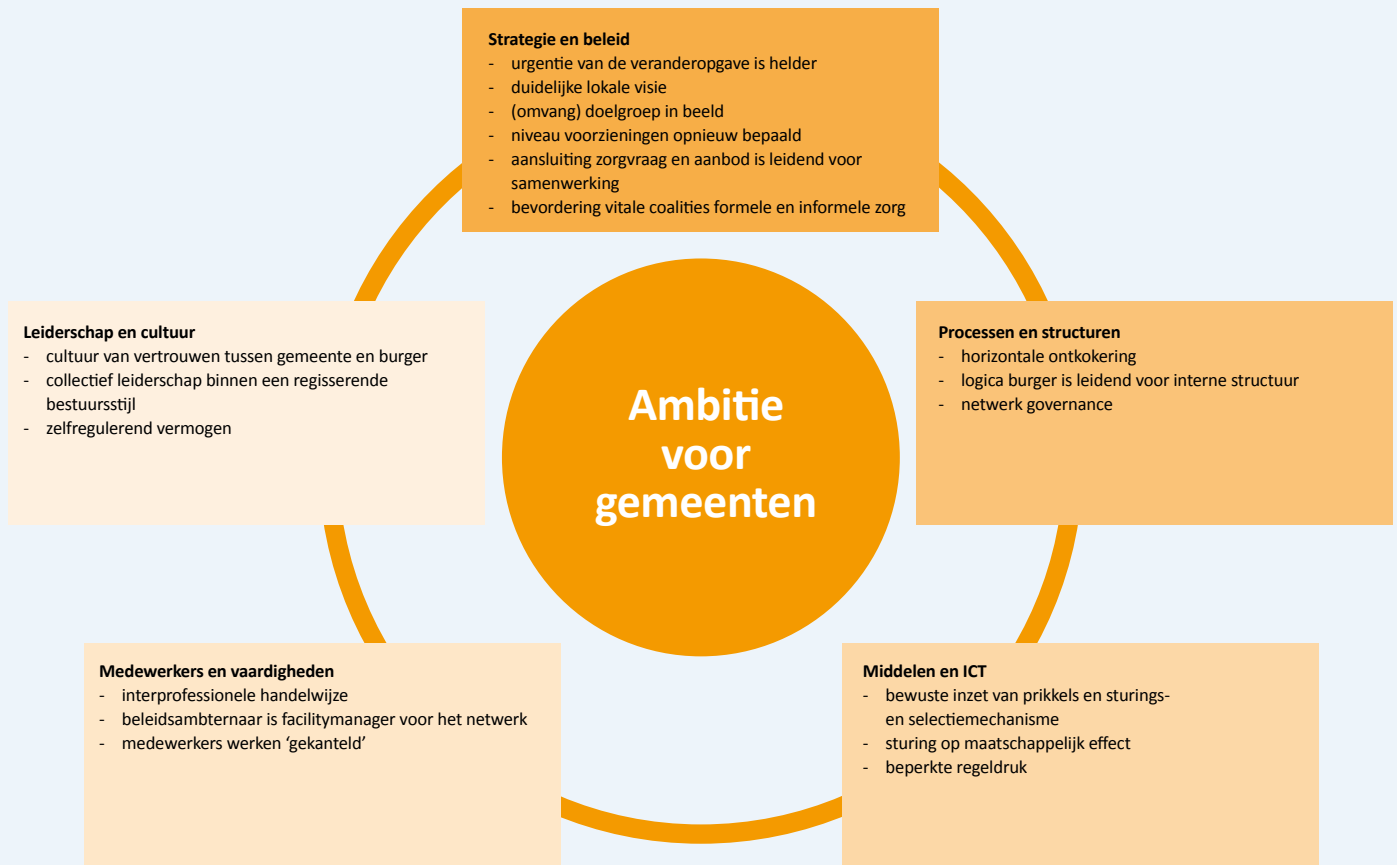 Strategie en beleid
- urgentie van de veranderopgave is helder
- duidelijke lokale visie
- (omvang) doelgroep in beeld
- niveau voorzieningen opnieuw bepaald
- aansluiting zorgvraag en aanbod is leidend voor
samenwerking
- bevordering vitale coalities formele en informele zorg
Leiderschap en cultuur
- cultuur van vertrouwen tussen gemeente en burger
- collectief leiderschap binnen een regisserende
bestuursstijl
- zelfregulerend vermogen
Ambitie
voor
gemeenten
Processen en structuren
- horizontale ontkokering
- logica burger is leidend voor interne structuur
- netwerk governance
Medewerkers en vaardigheden
- interprofessionele handelwijze
- beleidsambternaar is facilitymanager voor het netwerk
- medewerkers werken ‘gekanteld’
Middelen en ICT
- bewuste inzet van prikkels en sturings-
en selectiemechanisme
- sturing op maatschappelijk effect
- beperkte regeldruk